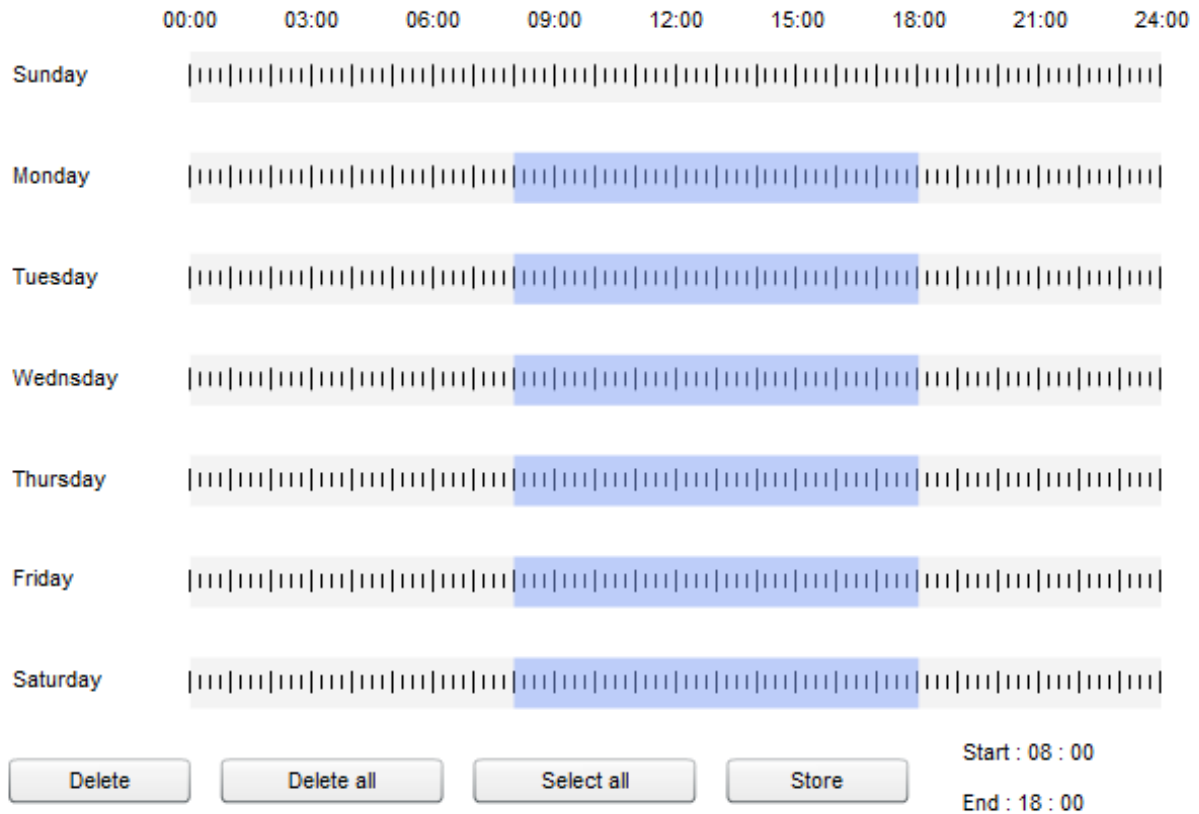 00:00 03:00 06:00 09:00 12:00 15:00 18:00 21:00 24:00
Sunday
Monday
Tuesday
Wednsday
Thursday
Friday
Saturday
Delete Delete all Select all Store
Start : 08 : 00
End : 18 : 00